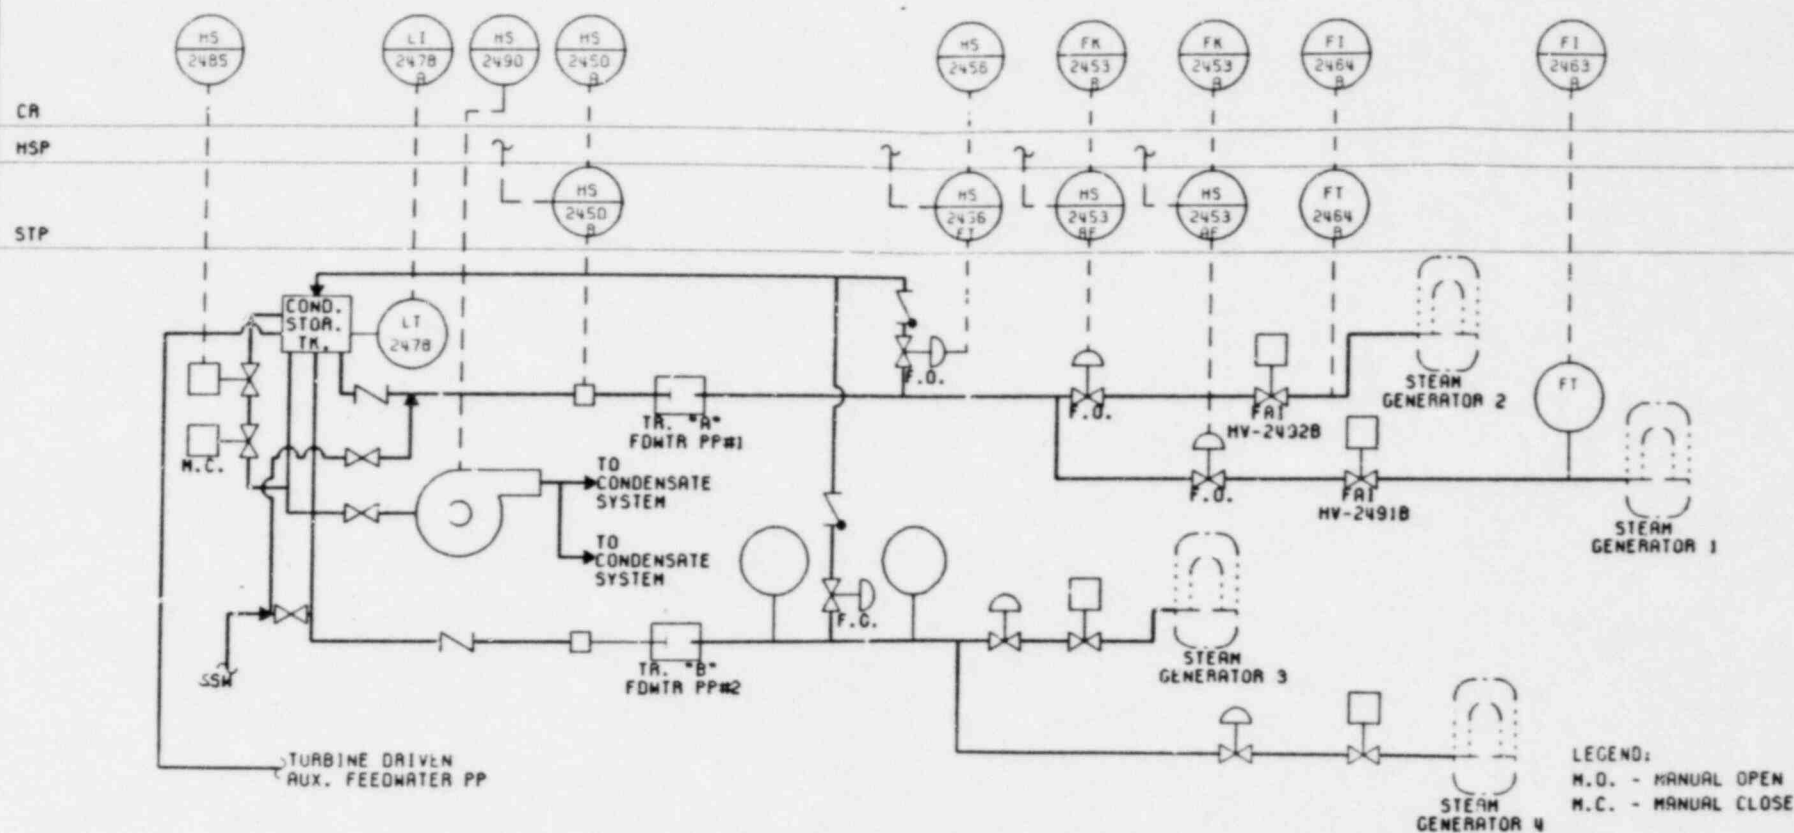 HS
2485
LI
2478
A
HS
2490
HS
2450
A
HS
2456
FK
2453
B
FK
2453
A
FI
2464
B
FI
2463
A
CR
HSP
HS
2450
B
HS
2456
HS
2453
BF
HS
2453
AF
FT
2464
B
STP
COND.
STOR.
TK.
LT
2478
F.O.
STEAM
GENERATOR 2
FT
M.C.
TR. "A"
FDWTR PP#1
F.O.
FAI
F.O.
FAI
HV-2491B
TO
CONDENSATE
SYSTEM
TO
CONDENSATE
SYSTEM
STEAM
GENERATOR 1
F.O.
SSW
TR. "B"
FDWTR PP#2
STEAM
GENERATOR 3
TURBINE DRIVEN
AUX. FEEDWATER PP
STEAM
GENERATOR 4
LEGEND:
M.O. - MANUAL OPEN
M.C. - MANUAL CLOSE